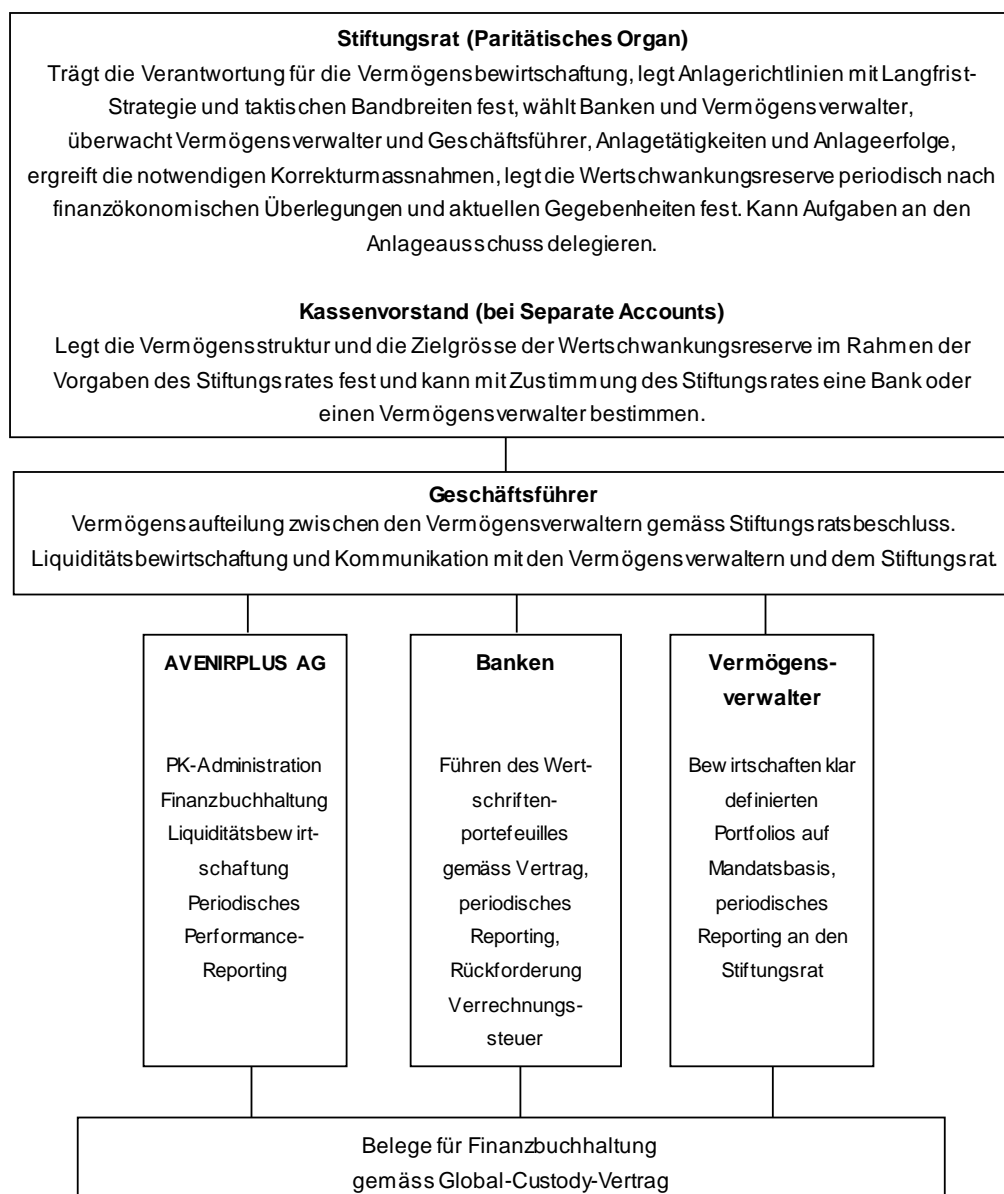 Stiftungsrat (Paritätisches Organ)
Trägt die Verantwortung für die Vermögensbewirtschaftung, legt Anlagerichtlinien mit Langfrist-
Strategie und taktischen Bandbreiten fest, wählt Banken und Vermögensverwalter,
überwacht Vermögensverwalter und Geschäftsführer, Anlagetätigkeiten und Anlageerfolge,
ergreift die notwendigen Korrekturmassnahmen, legt die Wertschwankungsreserve periodisch nach
finanzökonomischen Überlegungen und aktuellen Gegebenheiten fest. Kann Aufgaben an den
Anlageausschuss delegieren.
Kassenvorstand (bei Separate Accounts)
Legt die Vermögensstruktur und die Zielgrösse der Wertschwankungsreserve im Rahmen der
Vorgaben des Stiftungsrates fest und kann mit Zustimmung des Stiftungsrates eine Bank oder
einen Vermögensverwalter bestimmen.
Geschäftsführer
Vermögensaufteilung zwischen den Vermögensverwaltern gemäss Stiftungsratsbeschluss.
Liquiditätsbewirtschaftung und Kommunikation mit den Vermögensverwaltern und dem Stiftungsrat.
AVENIRPLUS AG
PK-Administration
Finanzbuchhaltung
Liquiditätsbewirt-
schaftung
Periodisches
Performance-
Reporting
Banken
Führen des Wert-
schriften-
portefeuilles
gemäss Vertrag,
periodisches
Reporting,
Rückforderung
Verrechnungs-
steuer
Vermögens-
verwalter
Bewirtschaften klar
definierten
Portfolios auf
Mandatsbasis,
periodisches
Reporting an den
Stiftungsrat
Belege für Finanzbuchhaltung
gemäss Global-Custody-Vertrag